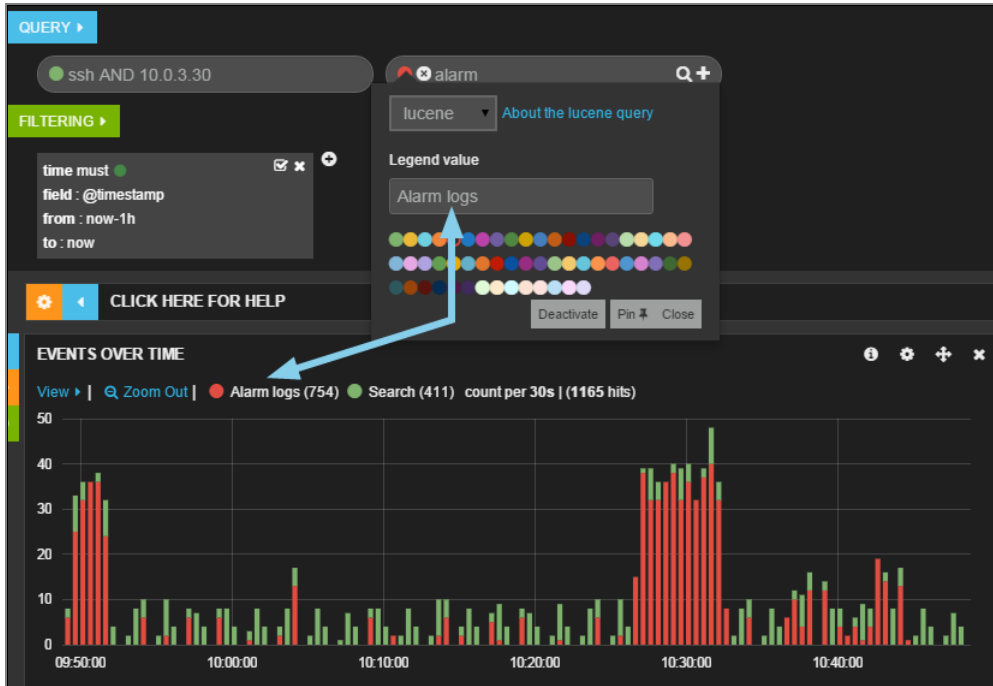 QUERY
ssh AND 10.0.3.30
alarm
lucene
About the lucene query
FILTERING
Legend value
time must
field : @timestamp
from : now-1h
to : now
Alarm logs
Deactivate
Pin
Close
CLICK HERE FOR HELP
EVENTS OVER TIME
View | Zoom Out | Alarm logs (754) Search (411) count per 30s | (1165 hits)
50
40
30
20
10
0
09:50:00 10:00:00 10:10:00 10:20:00 10:30:00 10:40:00